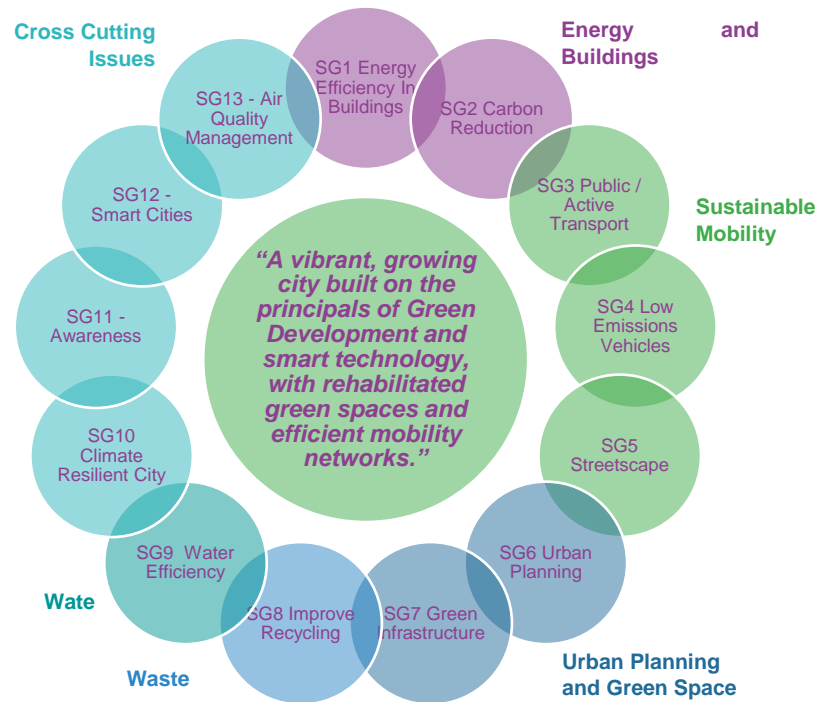 Cross Cutting
Issues
Energy and
Buildings
SG1 Energy
Efficiency In
Buildings
SG2 Carbon
Reduction
SG13 - Air
Quality
Management
SG3 Public /
Active
Transport
SG12 -
Smart Cities
Sustainable
Mobility
“A vibrant, growing
city built on the
principals of Green
Development and
smart technology,
with rehabilitated
green spaces and
efficient mobility
networks.”
SG11 -
Awareness
SG4 Low
Emissions
Vehicles
SG10
Climate
Resilient City
SG5
Streetscape
SG9 Water
Efficiency
SG6 Urban
Planning
SG8 Improve
Recycling
SG7 Green
Infrastructure
Wate
Waste
Urban Planning
and Green Space